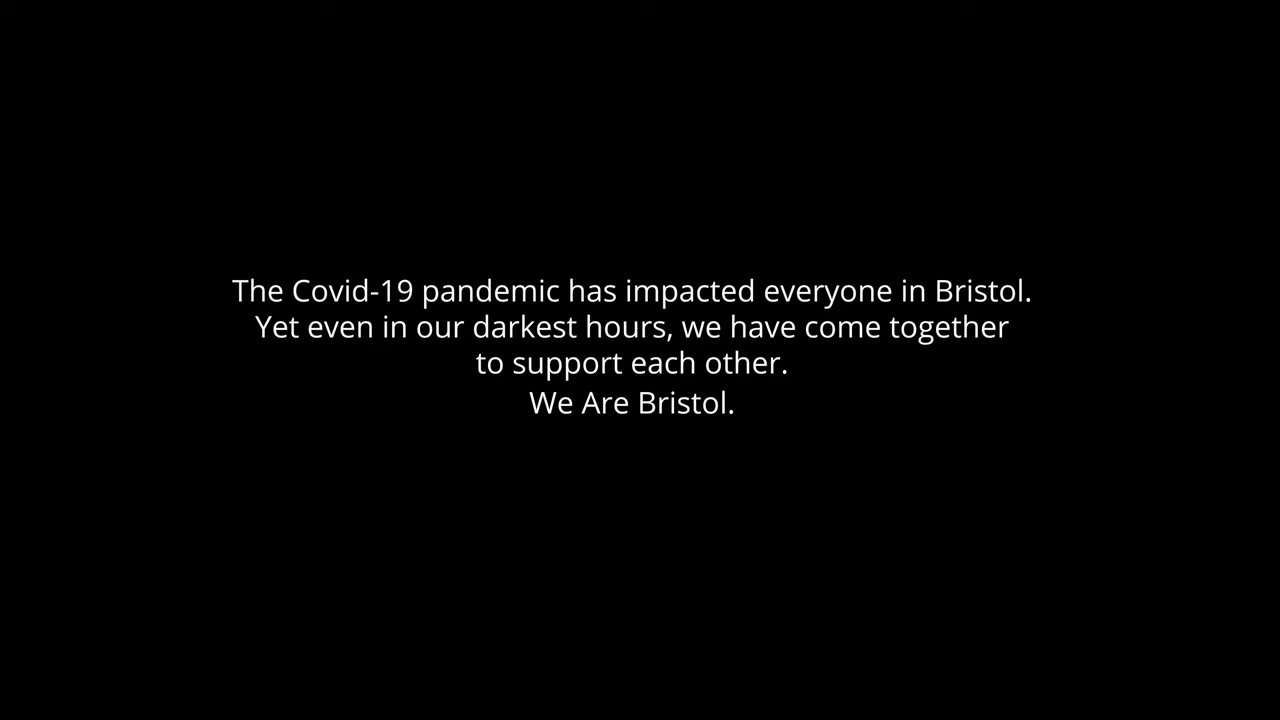 The Covid-19 pandemic has impacted everyone in Bristol.
Yet even in our darkest hours, we have come together
to support each other.
We Are Bristol.